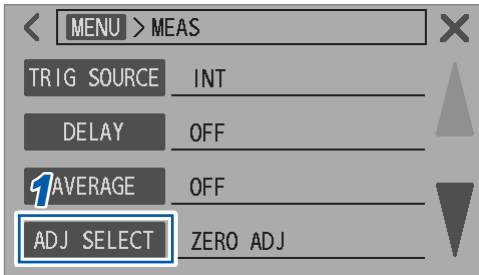 MENU > MEAS
TRIG SOURCE INT
DELAY OFF
1 AVERAGE OFF
ADJ SELECT ZERO ADJ